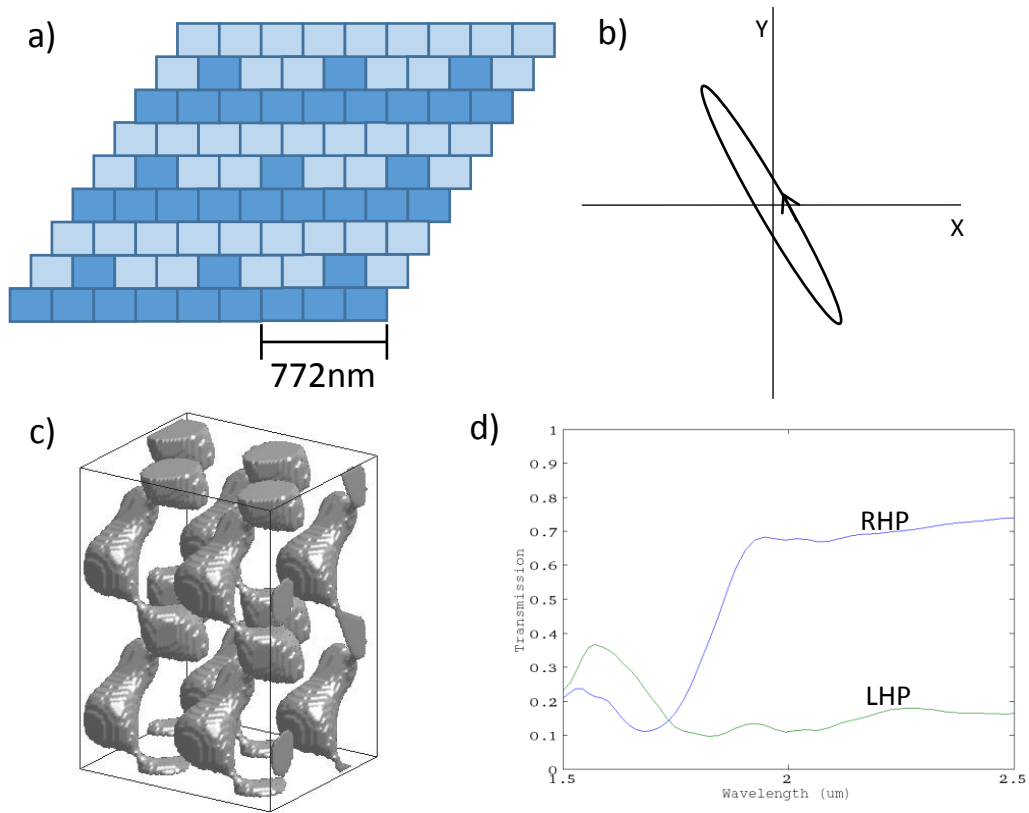 a)
772nm
b)
Y
X
c)
d)
1
0.9
0.8
0.7
0.6
0.5
0.4
0.3
0.2
0.1
0
Transmission
RHP
LHP
1.5
2
2.5
Wavelength (um)